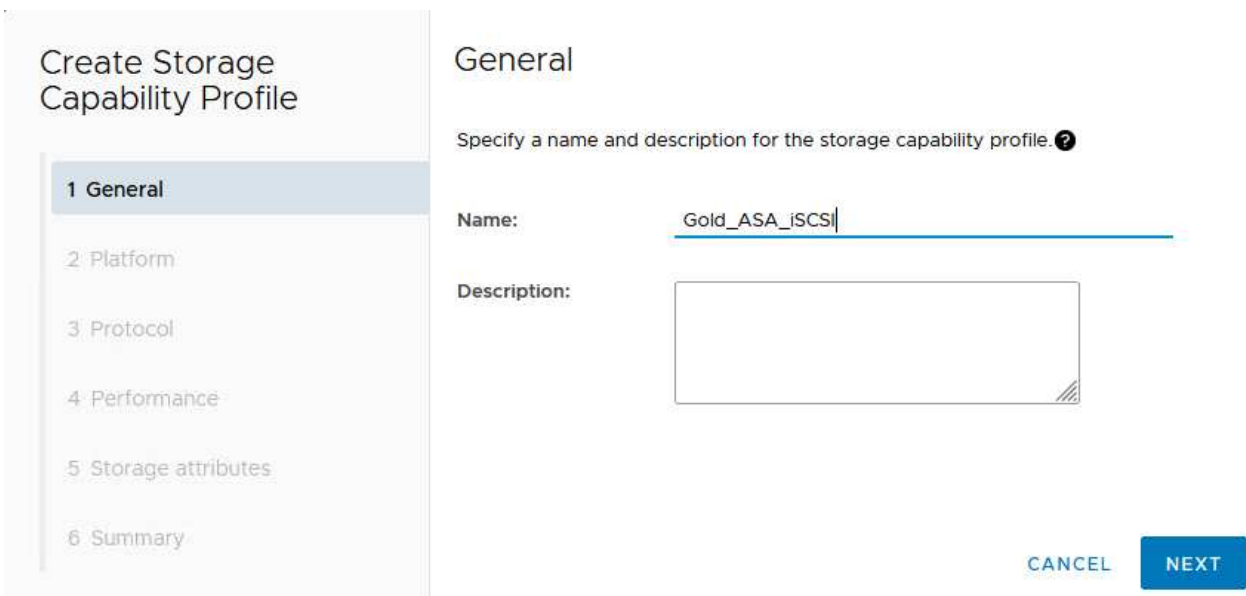 Create Storage
Capability Profile
1 General
2 Platform
3 Protocol
4 Performance
5 Storage attributes
6 Summary
General
Specify a name and description for the storage capability profile.?
Name: Gold_ASA_iSCSI
Description:
CANCEL NEXT